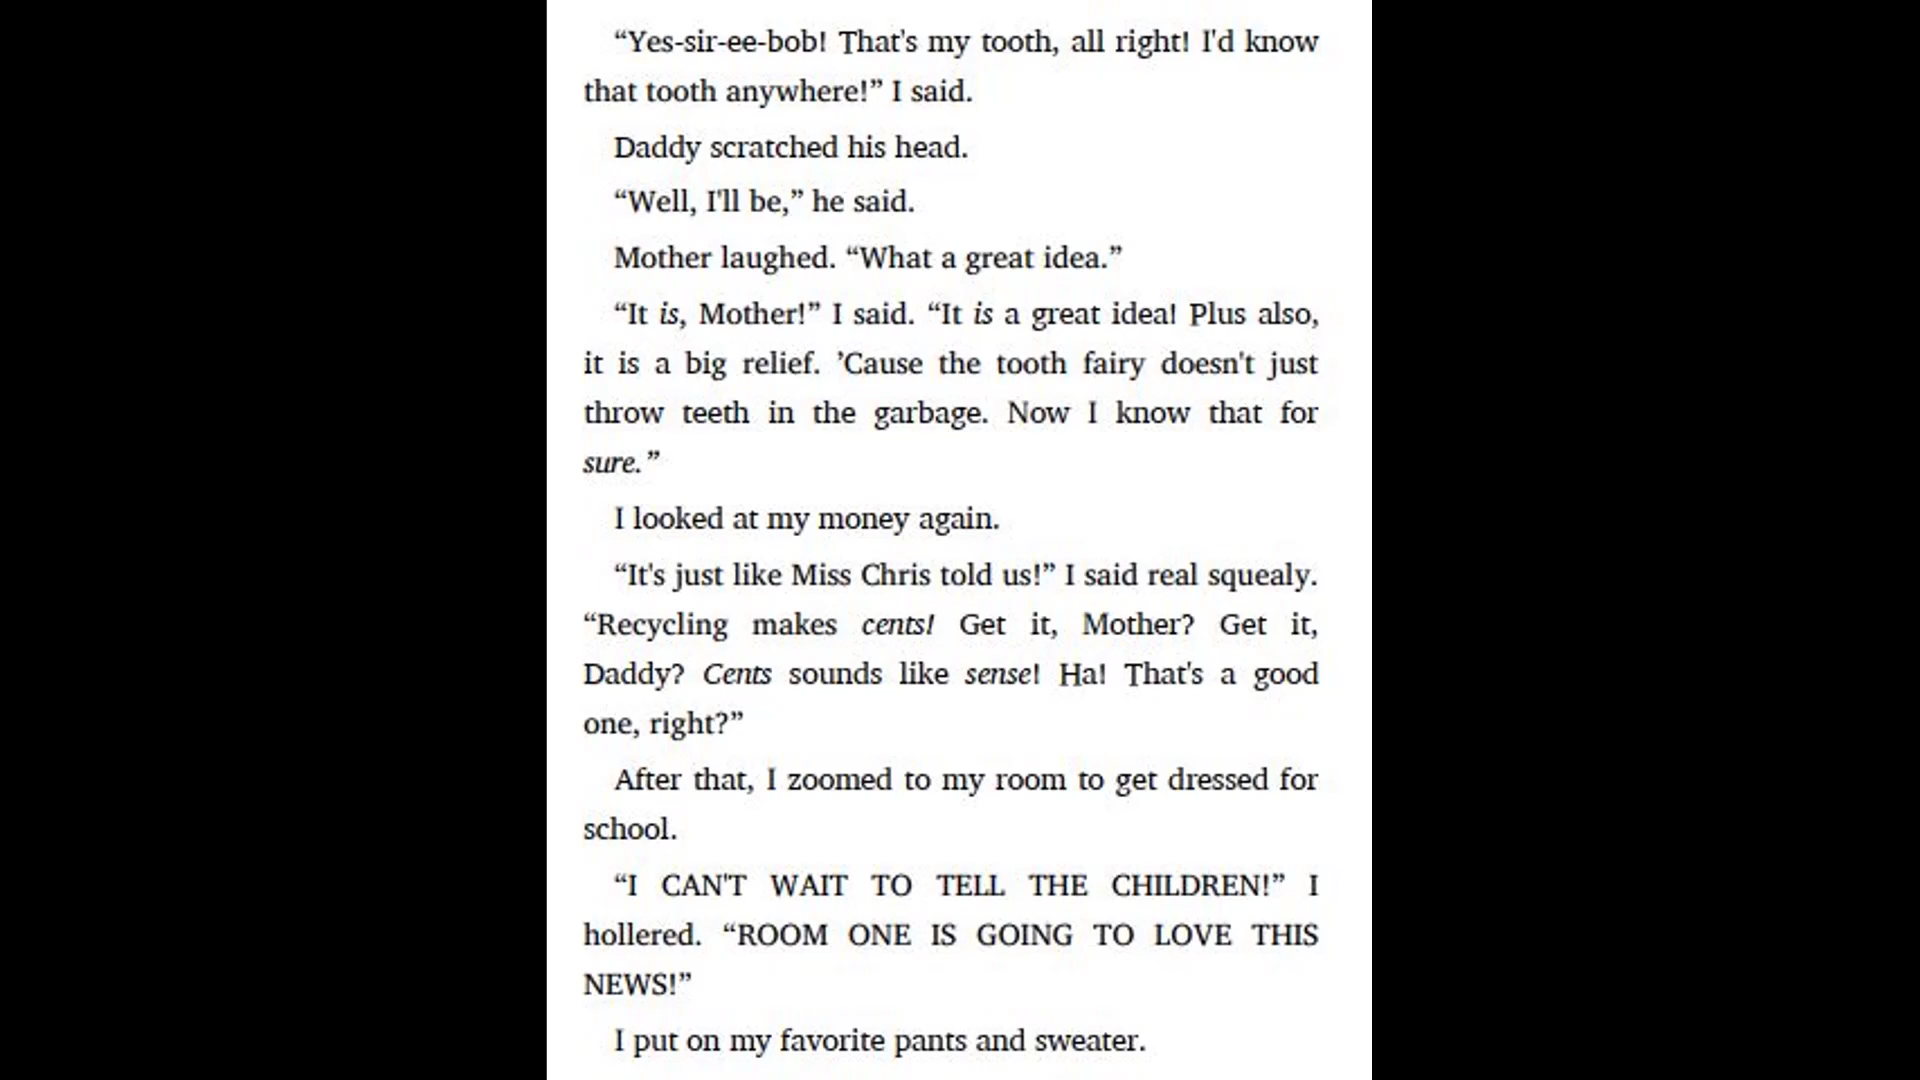 “Yes-sir-ee-bob! That's my tooth, all right! I'd know
that tooth anywhere!” I said.
Daddy scratched his head.
“Well, I'll be,” he said.
Mother laughed. “What a great idea.”
“It is, Mother!” I said. “It is a great idea! Plus also,
it is a big relief. ’Cause the tooth fairy doesn't just
throw teeth in the garbage. Now I know that for
sure.”
I looked at my money again.
“It's just like Miss Chris told us!” I said real squealy.
“Recycling makes cents! Get it, Mother? Get it,
Daddy? Cents sounds like sense! Ha! That's a good
one, right?”
After that, I zoomed to my room to get dressed for
school.
“I CAN'T WAIT TO TELL THE CHILDREN!” I
hollered. “ROOM ONE IS GOING TO LOVE THIS
NEWS!”
I put on my favorite pants and sweater.